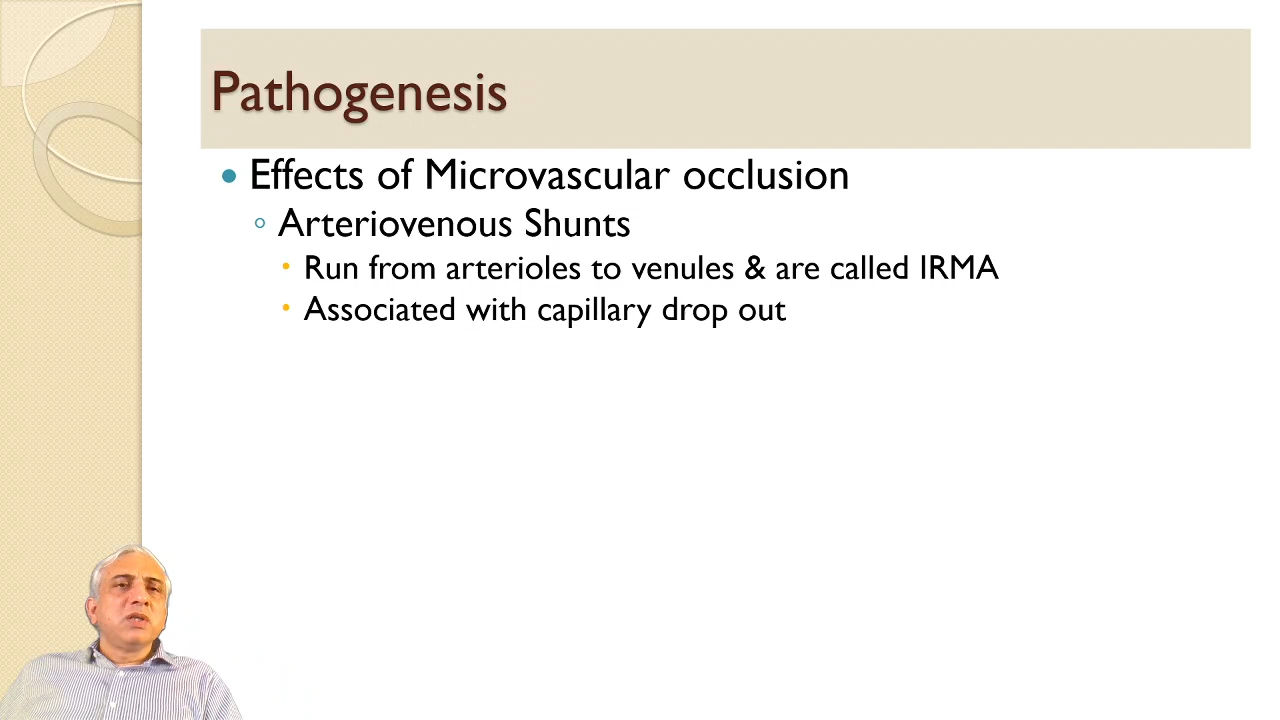 Pathogenesis
Effects of Microvascular occlusion
Arteriovenous Shunts
Run from arterioles to venules & are called IRMA
Associated with capillary drop out